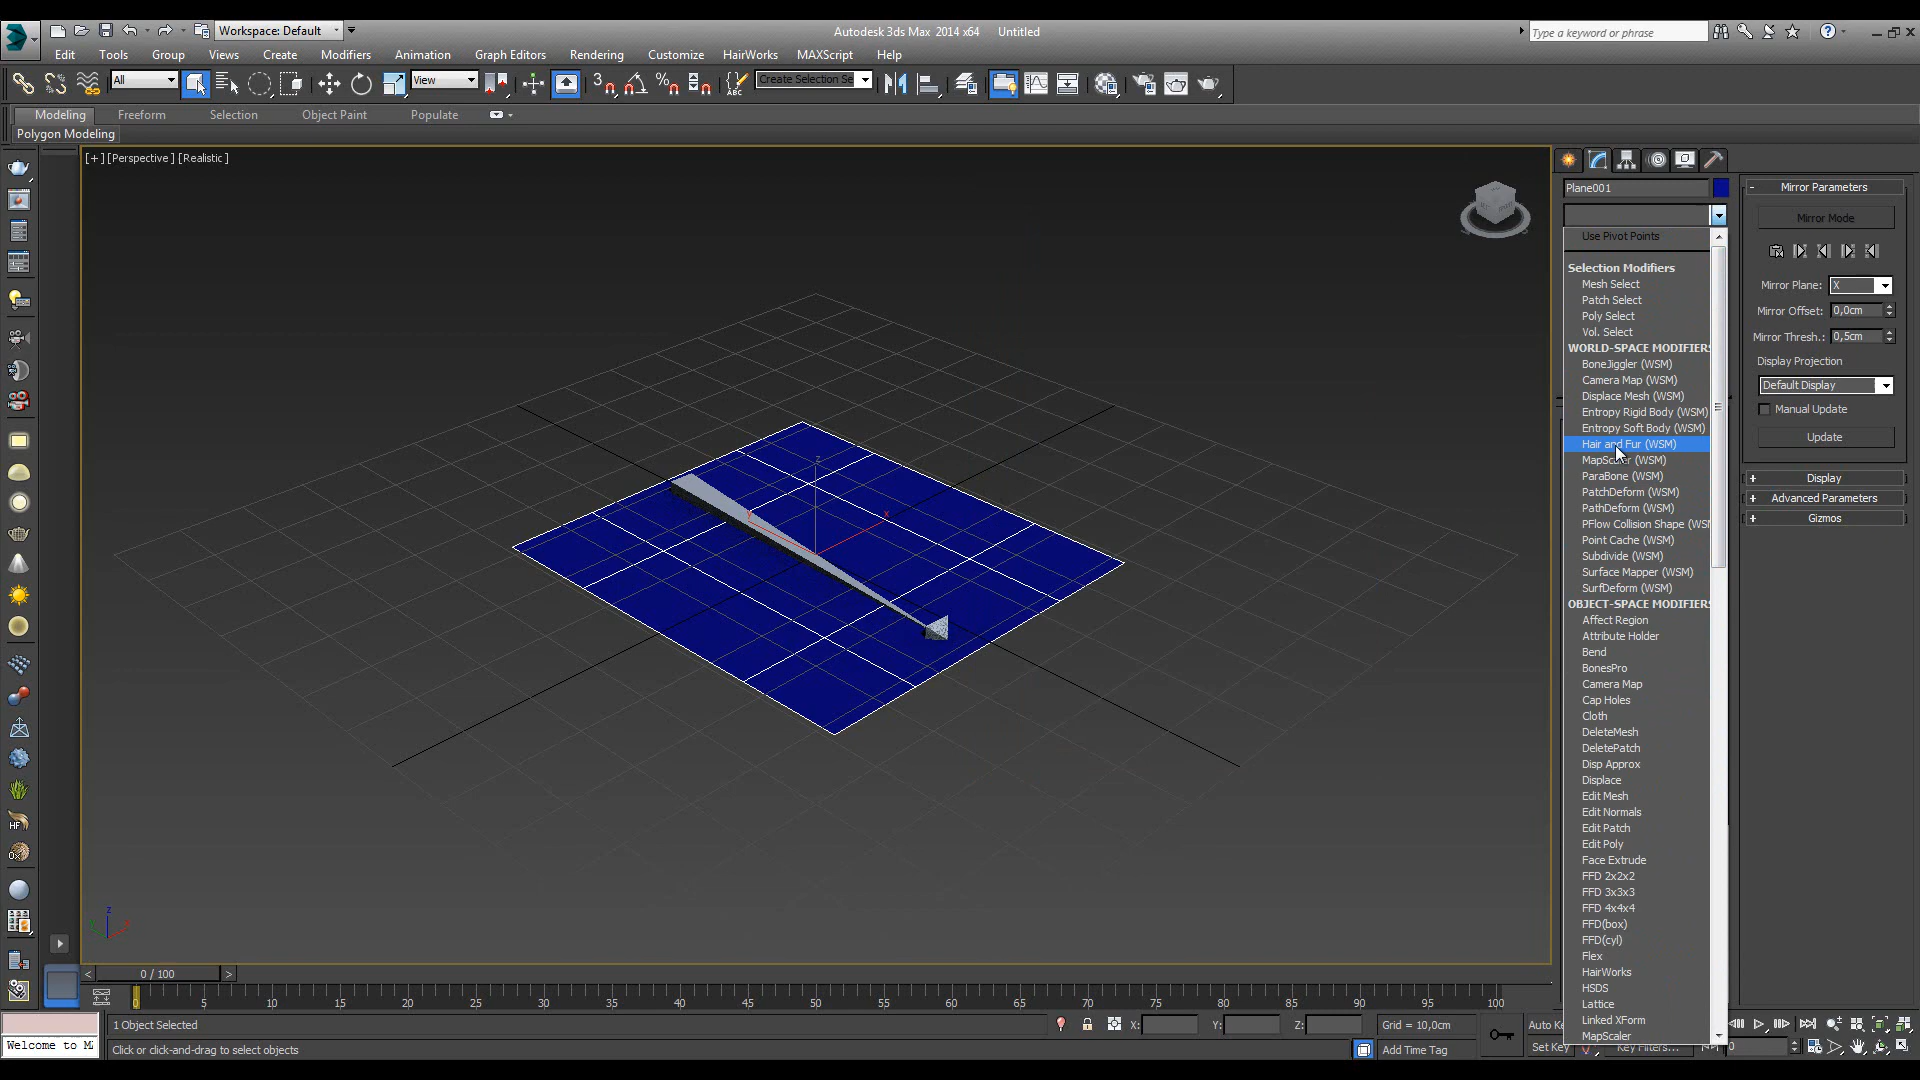 Workspace: Default
Autodesk 3ds Max 2014 x64 Untitled
Type a keyword or phrase
Edit Tools Group Views Create Modifiers Animation Graph Editors Rendering Customize HairWorks MAXScript Help
All
View
Create Selection Se
Modeling Freeform Selection Object Paint Populate
Polygon Modeling
[+] [Perspective ] [Realistic ]
Plane001
Use Pivot Points
Selection Modifiers
Mesh Select
Patch Select
Poly Select
Vol. Select
WORLD-SPACE MODIFIERS
BoneJiggler (WSM)
Camera Map (WSM)
Displace Mesh (WSM)
Entropy Rigid Body (WSM)
Entropy Soft Body (WSM)
Hair and Fur (WSM)
MapScaler (WSM)
ParaBone (WSM)
PatchDeform (WSM)
PathDeform (WSM)
PFlow Collision Shape (WSM
Point Cache (WSM)
Subdivide (WSM)
Surface Mapper (WSM)
SurfDeform (WSM)
OBJECT-SPACE MODIFIERS
Affect Region
Attribute Holder
Bend
BonesPro
Camera Map
Cap Holes
Cloth
DeleteMesh
DeletePatch
Disp Approx
Displace
Edit Mesh
Edit Normals
Edit Patch
Edit Poly
Face Extrude
FFD 2x2x2
FFD 3x3x3
FFD 4x4x4
FFD(box)
FFD(cyl)
Flex
HairWorks
HSDS
Lattice
Linked XForm
MapScaler
Mirror Parameters
Mirror Mode
Mirror Plane: X
Mirror Offset: 0,0cm
Mirror Thresh.: 0,5cm
Display Projection
Default Display
Manual Update
Update
Display
Advanced Parameters
Gizmos
z
x
y
z
0 / 100
0 5 10 15 20 25 30 35 40 45 50 55 60 65 70 75 80 85 90 95 100
1 Object Selected
X: Y: Z: Grid = 10,0cm
Auto Ke
Welcome to M
Click or click-and-drag to select objects
Add Time Tag
Set Key
Key Filters...
0